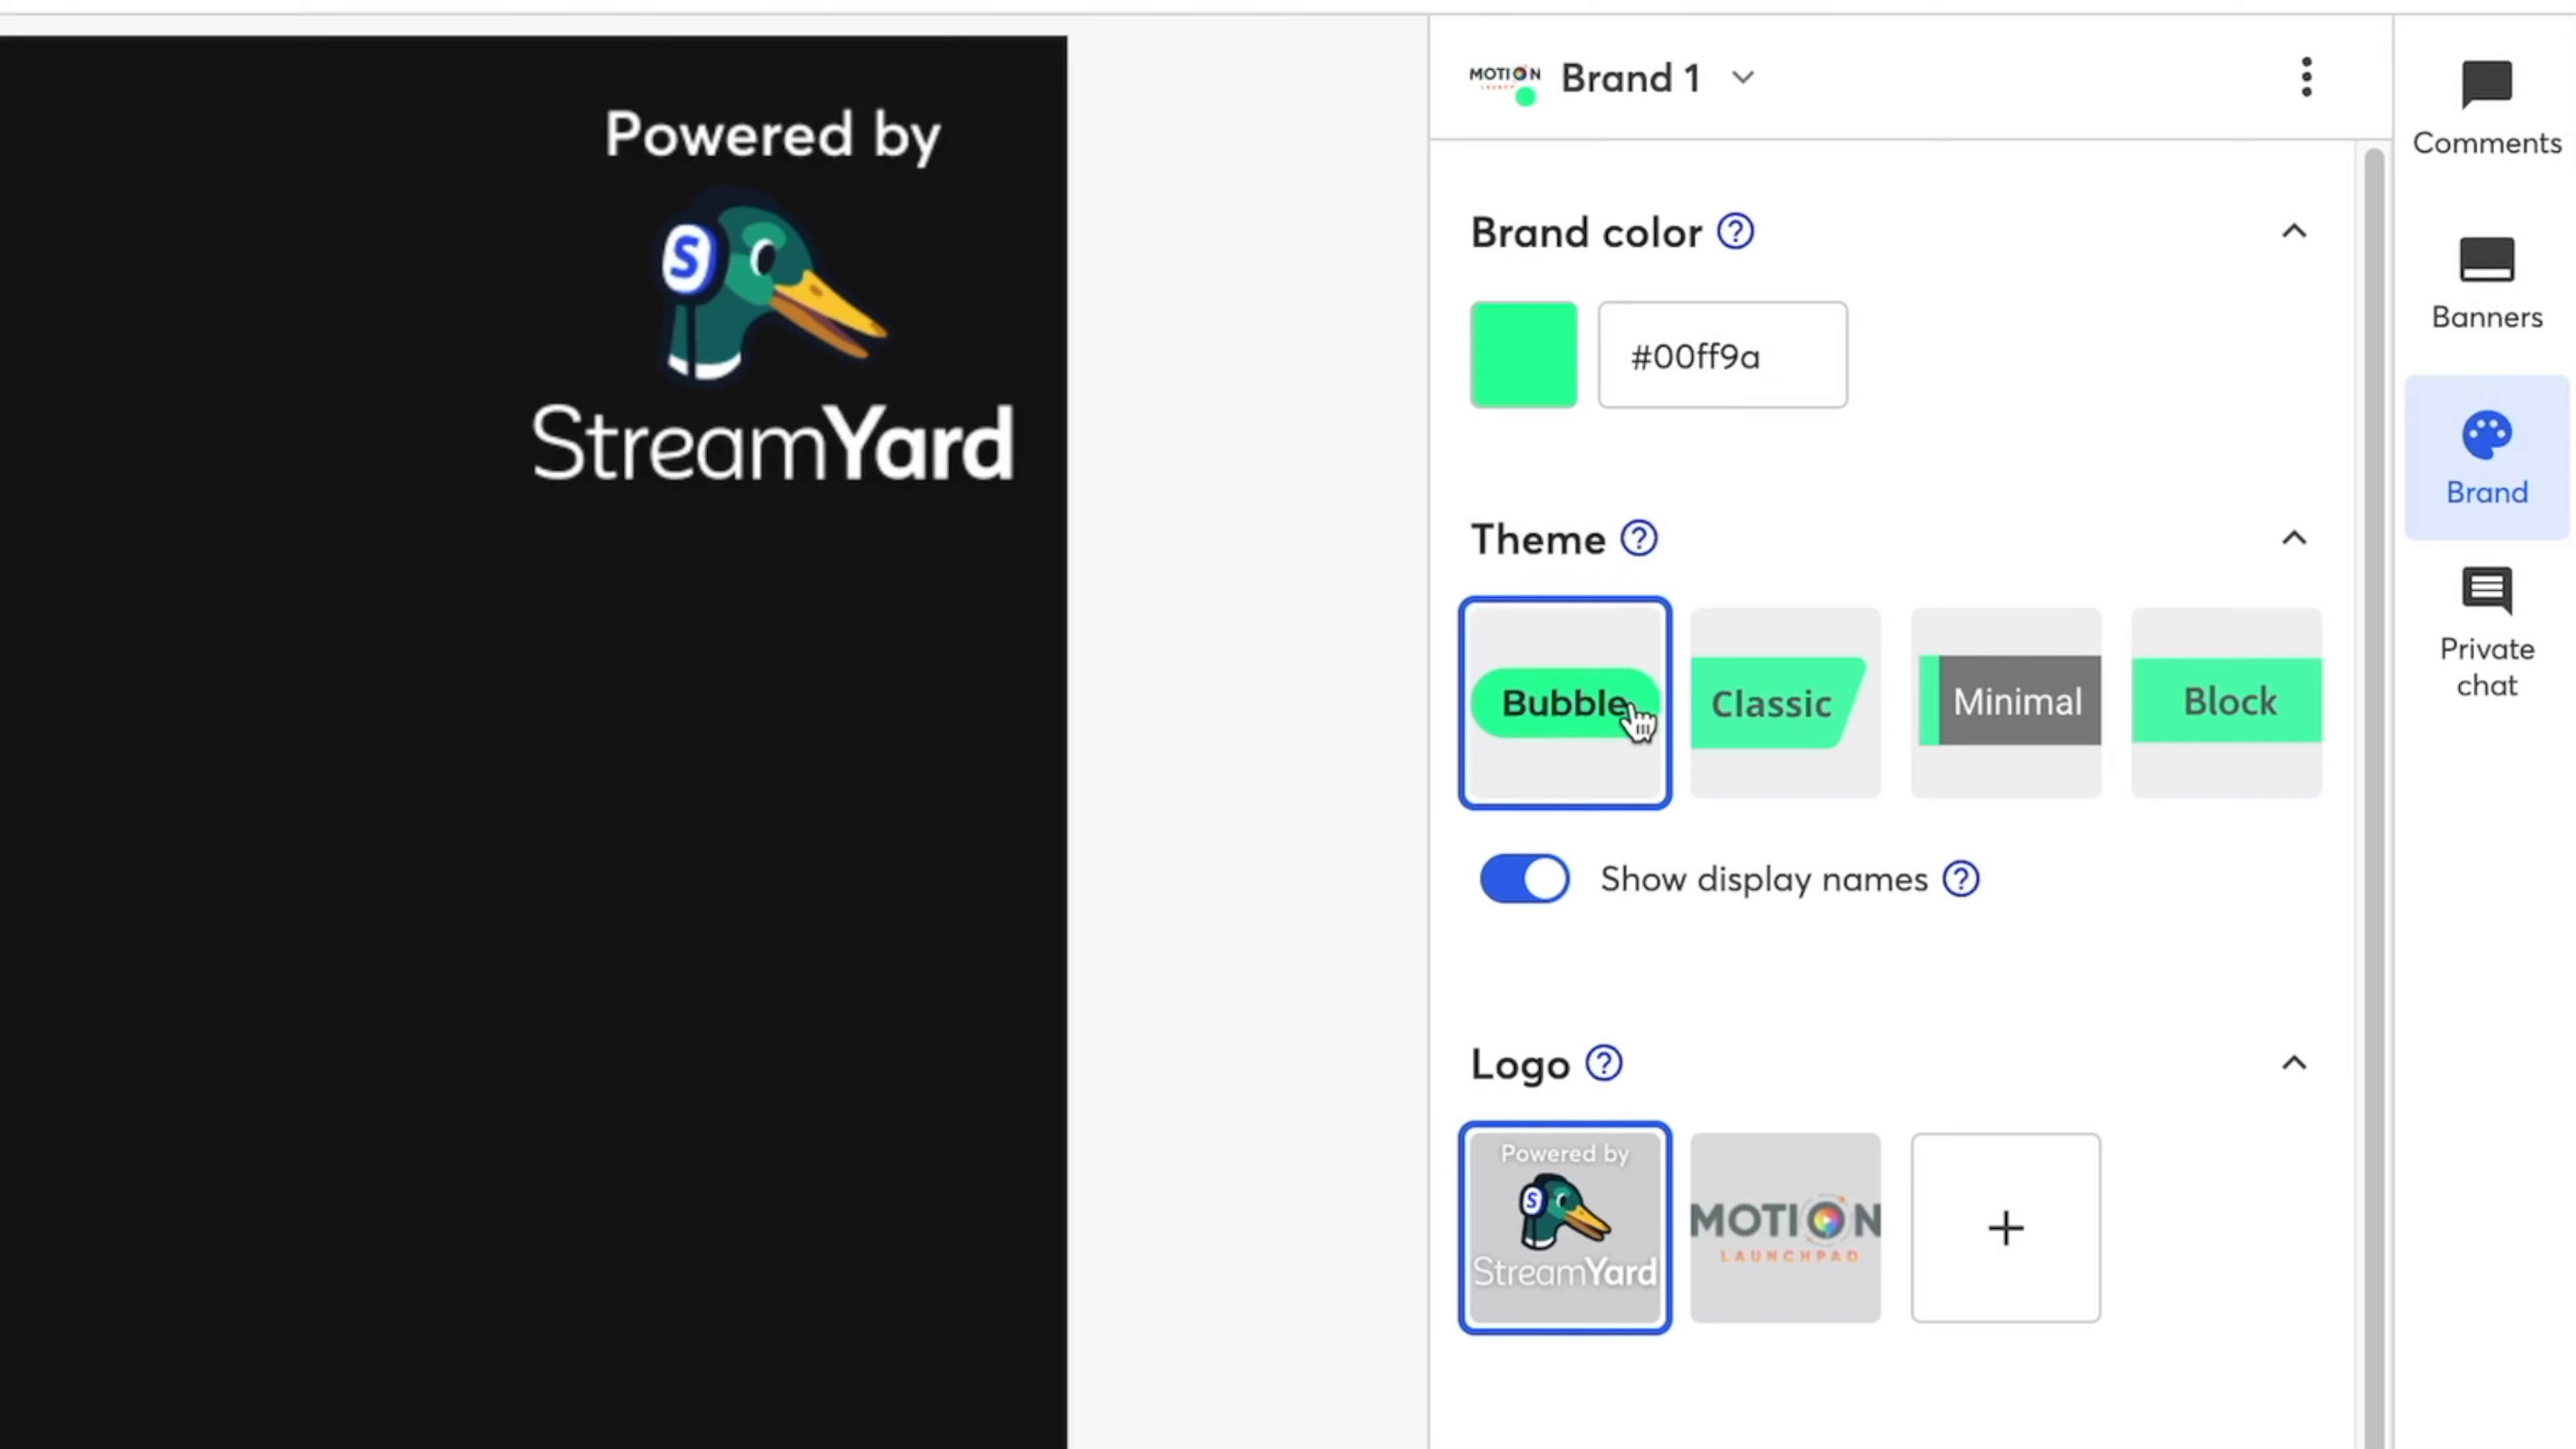 Powered by
S
StreamYard
MOTION
Brand 1
Brand color ?
#00ff9a
Theme ?
Bubble
Classic
Minimal
Block
Show display names ?
Logo ?
Powered by
S
StreamYard
MOTION
LAUNCHPAD
+
Comments
Banners
Brand
Private
chat